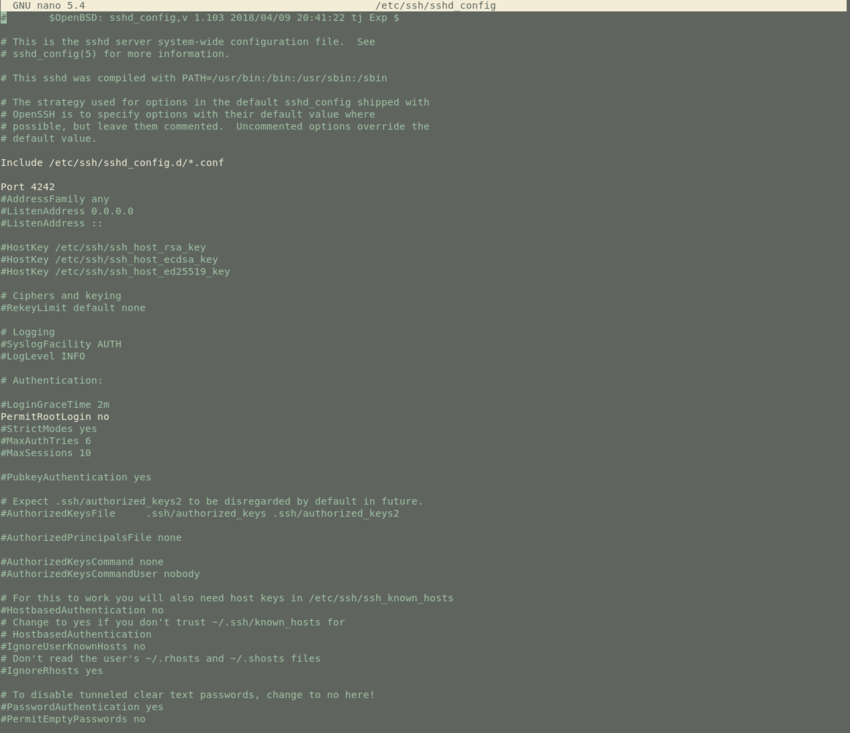 GNU nano 5.4 /etc/ssh/sshd_config
# $OpenBSD: sshd_config,v 1.103 2018/04/09 20:41:22 tj Exp $
# This is the sshd server system-wide configuration file.  See
# sshd_config(5) for more information.
# This sshd was compiled with PATH=/usr/bin:/bin:/usr/sbin:/sbin
# The strategy used for options in the default sshd_config shipped with
# OpenSSH is to specify options with their default value where
# possible, but leave them commented.  Uncommented options override the
# default value.
Include /etc/ssh/sshd_config.d/*.conf
Port 4242
#AddressFamily any
#ListenAddress 0.0.0.0
#ListenAddress ::
#HostKey /etc/ssh/ssh_host_rsa_key
#HostKey /etc/ssh/ssh_host_ecdsa_key
#HostKey /etc/ssh/ssh_host_ed25519_key
# Ciphers and keying
#RekeyLimit default none
# Logging
#SyslogFacility AUTH
#LogLevel INFO
# Authentication:
#LoginGraceTime 2m
PermitRootLogin no
#StrictModes yes
#MaxAuthTries 6
#MaxSessions 10
#PubkeyAuthentication yes
# Expect .ssh/authorized_keys2 to be disregarded by default in future.
#AuthorizedKeysFile     .ssh/authorized_keys .ssh/authorized_keys2
#AuthorizedPrincipalsFile none
#AuthorizedKeysCommand none
#AuthorizedKeysCommandUser nobody
# For this to work you will also need host keys in /etc/ssh/ssh_known_hosts
#HostbasedAuthentication no
# Change to yes if you don't trust ~/.ssh/known_hosts for
# HostbasedAuthentication
#IgnoreUserKnownHosts no
# Don't read the user's ~/.rhosts and ~/.shosts files
#IgnoreRhosts yes
# To disable tunneled clear text passwords, change to no here!
#PasswordAuthentication yes
#PermitEmptyPasswords no